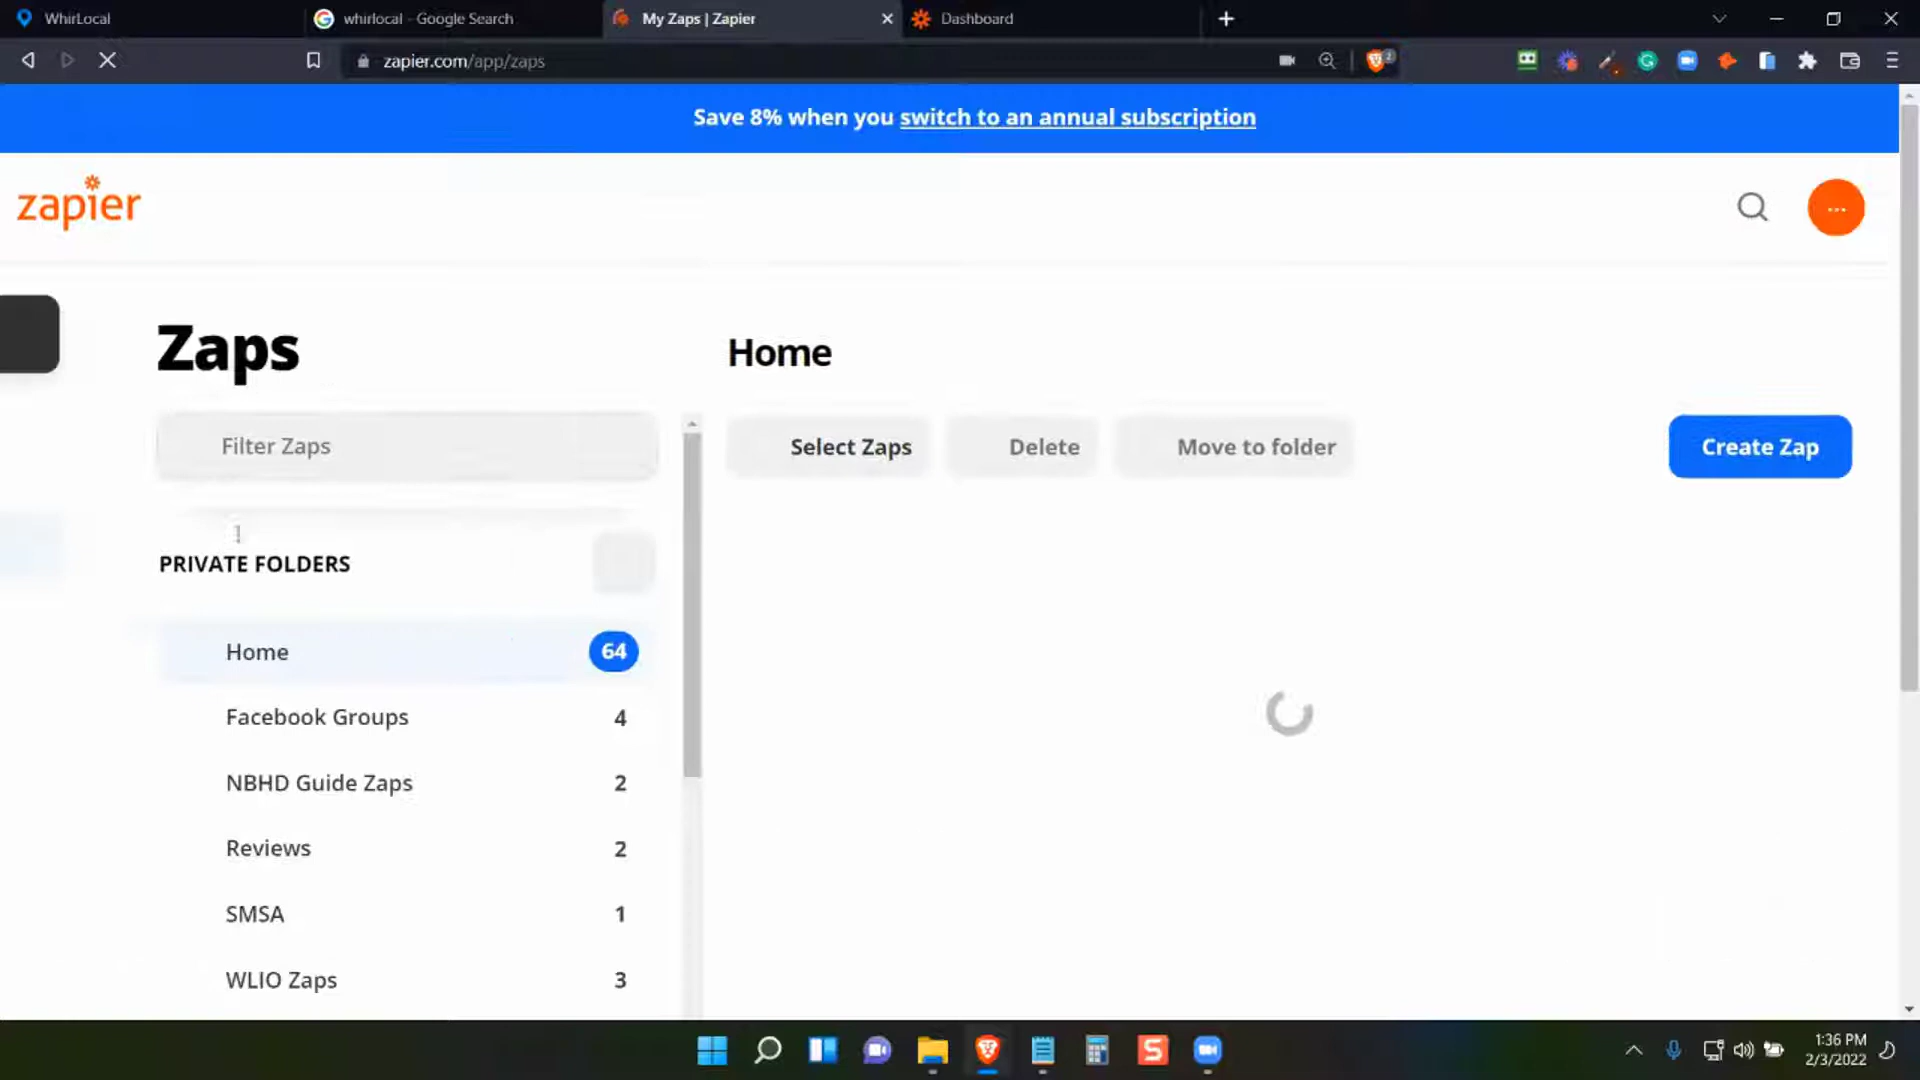 WhirLocal
whirlocal - Google Search
My Zaps | Zapier
Dashboard
zapier.com/app/zaps
2
Save 8% when you switch to an annual subscription
zapier
...
Zaps
Home
Filter Zaps
Select Zaps
Delete
Move to folder
Create Zap
PRIVATE FOLDERS
Home 64
Facebook Groups 4
NBHD Guide Zaps 2
Reviews 2
SMSA 1
WLIO Zaps 3
S
1:36 PM
2/3/2022